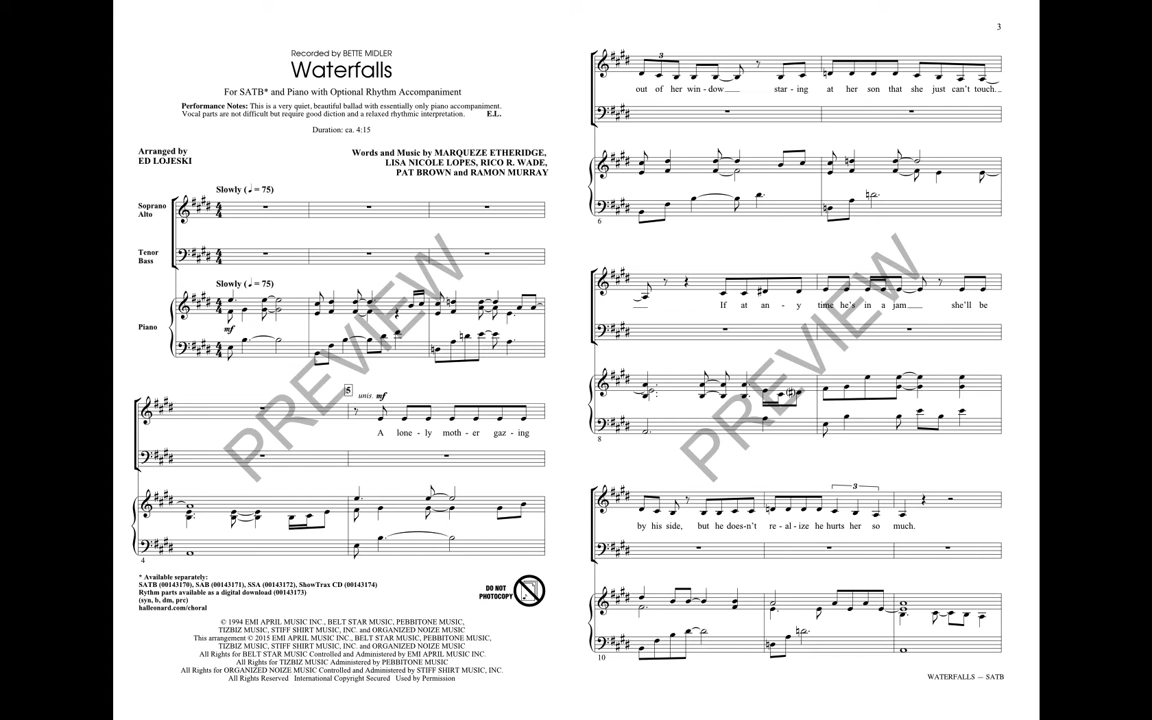 Recorded by BETTE MIDLER
Waterfalls
For SATB* and Piano with Optional Rhythm Accompaniment
Performance Notes: This is a very quiet, beautiful ballad with essentially only piano accompaniment.
Vocal parts are not difficult but require good diction and a relaxed rhythmic interpretation. E.L.
Duration: ca. 4:15
Arranged by
ED LOJESKI
Words and Music by MARQUEZE ETHERIDGE,
LISA NICOLE LOPES, RICO R. WADE,
PAT BROWN and RAMON MURRAY
Slowly (♩ = 75)
Soprano
Alto
Tenor
Bass
Slowly (♩ = 75)
Piano
mf
5
unis. mf
A lone - ly moth - er gaz - ing
4
PREVIEW
* Available separately:
SATB (00143170), SAB (00143171), SSA (00143172), ShowTrax CD (00143174)
Rythm parts available as a digital download (00143173)
(syn, b, dm, prc)
halleonard.com/choral
DO NOT
PHOTOCOPY
© 1994 EMI APRIL MUSIC INC., BELT STAR MUSIC, PEBBITONE MUSIC,
TIZBIZ MUSIC, STIFF SHIRT MUSIC, INC. and ORGANIZED NOIZE MUSIC
This arrangement © 2015 EMI APRIL MUSIC INC., BELT STAR MUSIC, PEBBITONE MUSIC,
TIZBIZ MUSIC, STIFF SHIRT MUSIC, INC. and ORGANIZED NOIZE MUSIC
All Rights for BELT STAR MUSIC Controlled and Administered by EMI APRIL MUSIC INC.
All Rights for TIZBIZ MUSIC Administered by PEBBITONE MUSIC
All Rights for ORGANIZED NOIZE MUSIC Controlled and Administered by STIFF SHIRT MUSIC, INC.
All Rights Reserved International Copyright Secured Used by Permission
3
3
out of her win - dow star - ing at her son that she just can't touch.
6
If at an - y time he's in a jam she'll be
8
3
by his side, but he does-n't re - al - ize he hurts her so much.
10
PREVIEW
WATERFALLS – SATB